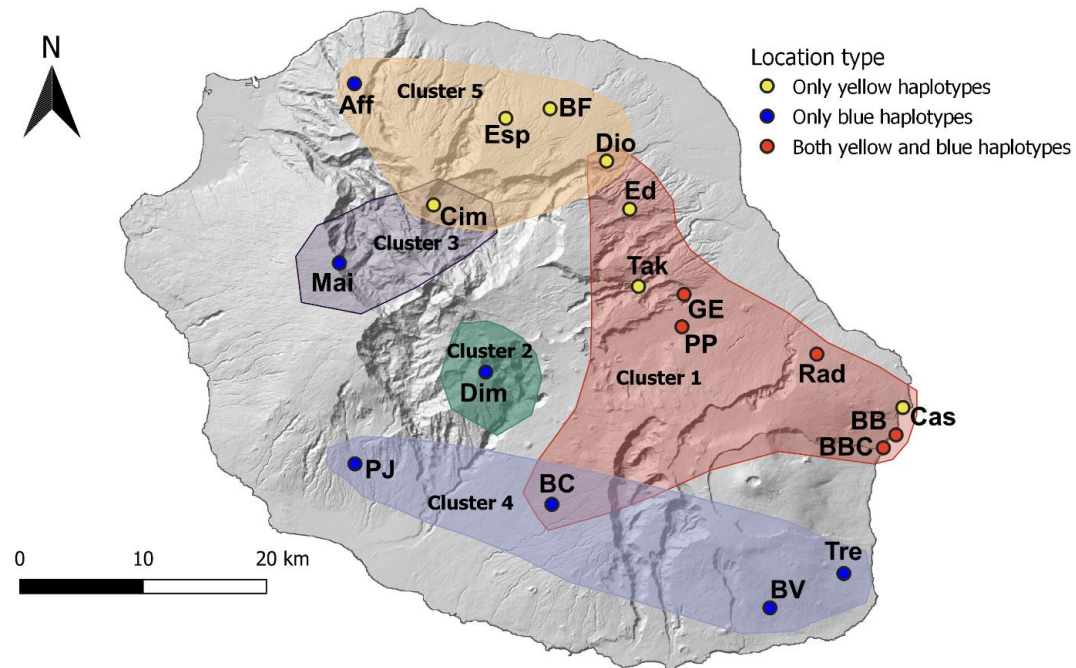 N
Location type
Only yellow haplotypes
Only blue haplotypes
Both yellow and blue haplotypes
Aff
Cluster 5
Esp
BF
Dio
Ed
Cim
Cluster 3
Mai
Tak
GE
PP
Cluster 2
Dim
Cluster 1
Rad
Cas
BB
BBC
PJ
Cluster 4
BC
Tre
BV
0 10 20 km